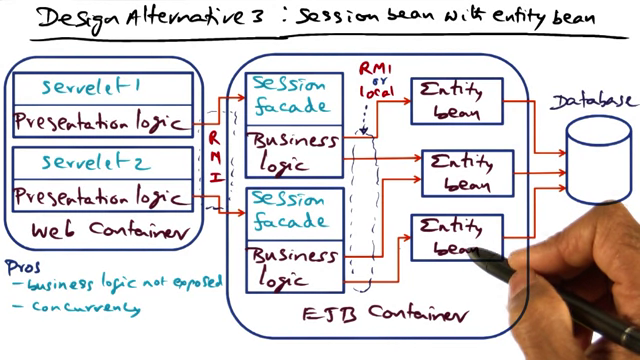 Design Alternative 3 : Session bean with entity bean
servelet 1
Presentation logic
servelet 2
Presentation logic
Web Container
RMI
Session
facade
Business
logic
Session
facade
Business
logic
RMI
or
local
Entity
bean
Entity
bean
Entity
bean
EJB Container
Database
Pros
- business logic not exposed
- concurrency